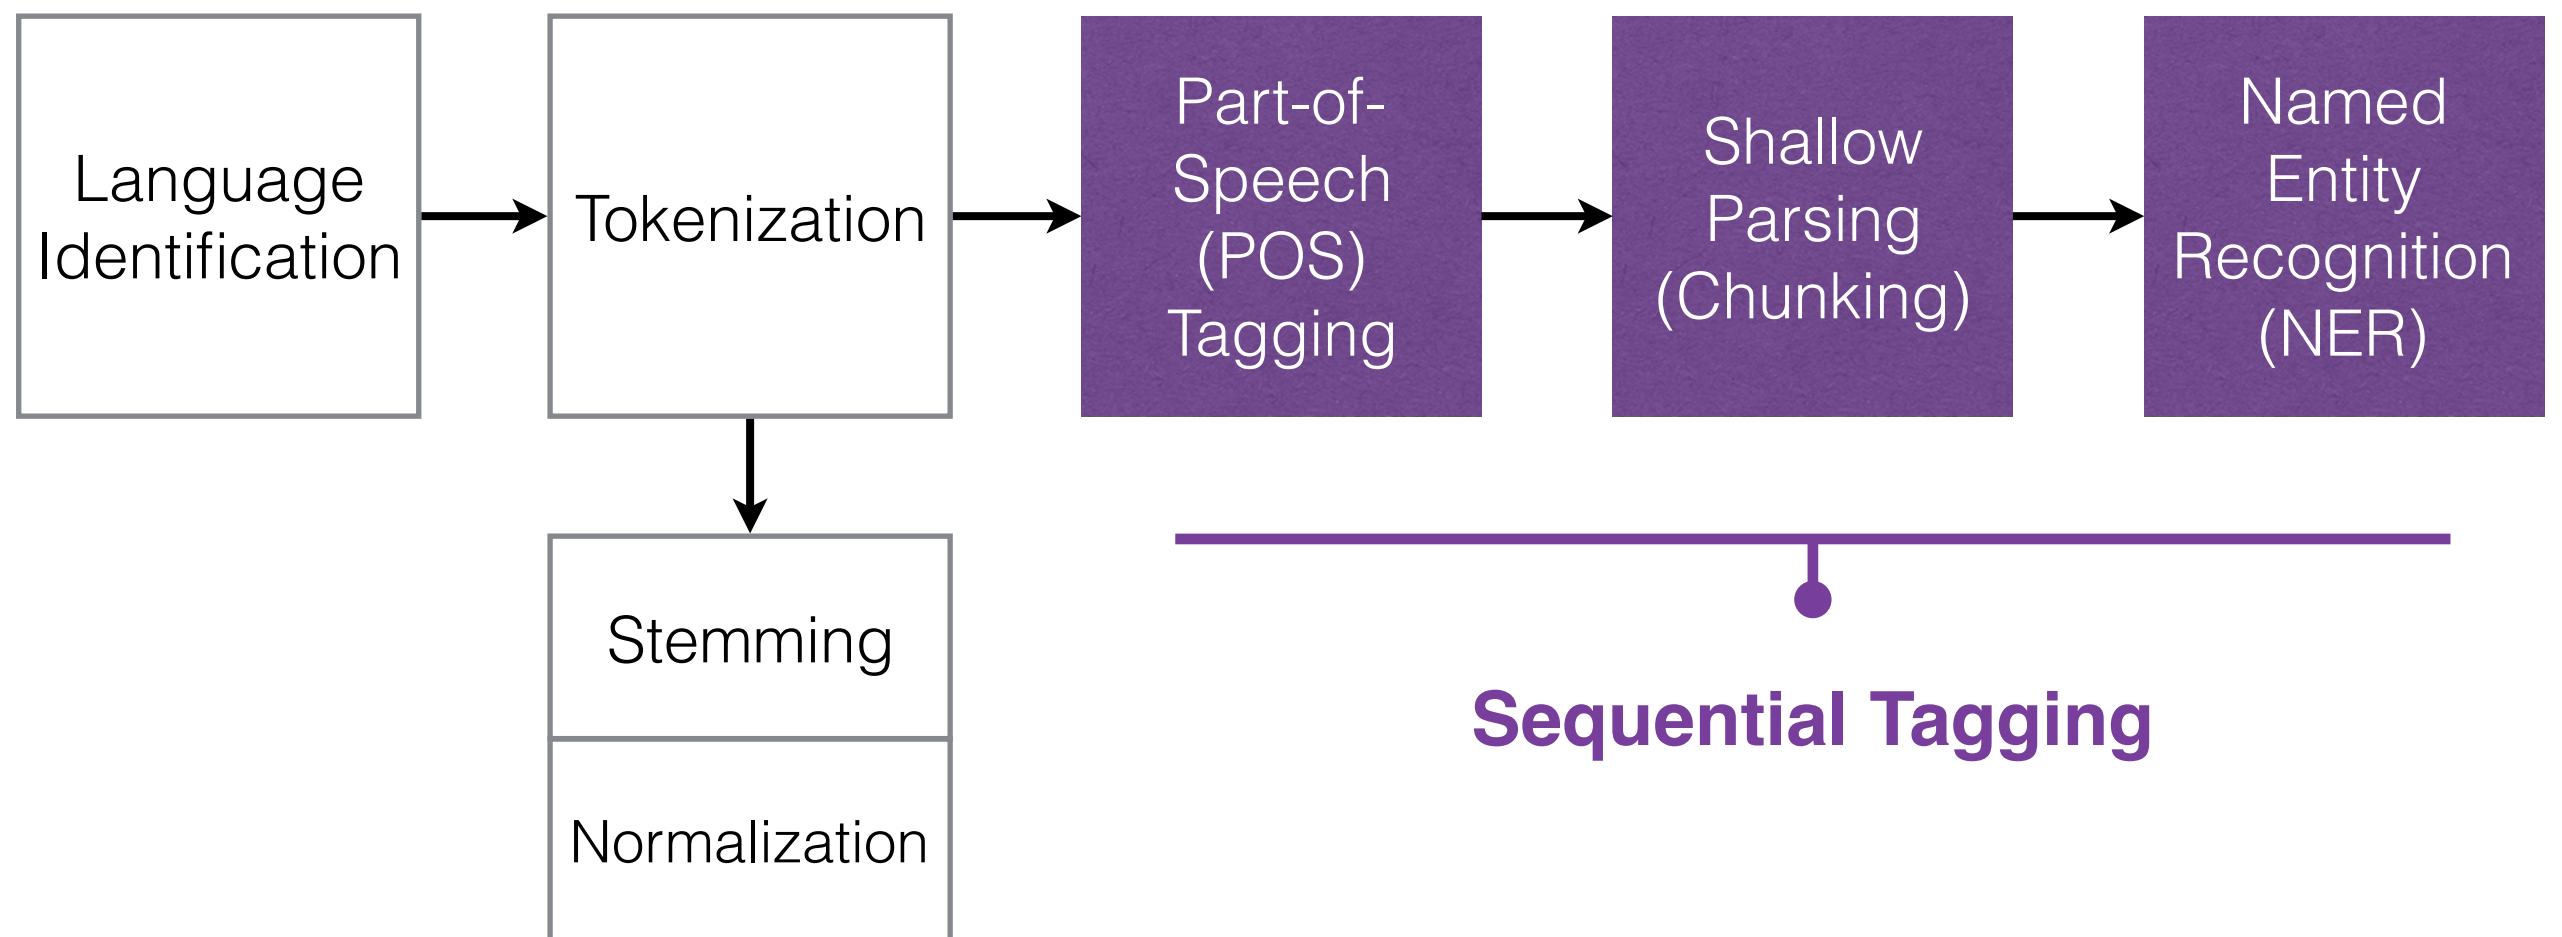 Language
Identification
Tokenization
Part-of-
Speech
(POS)
Tagging
Shallow
Parsing
(Chunking)
Named
Entity
Recognition
(NER)
Stemming
Normalization
Sequential Tagging